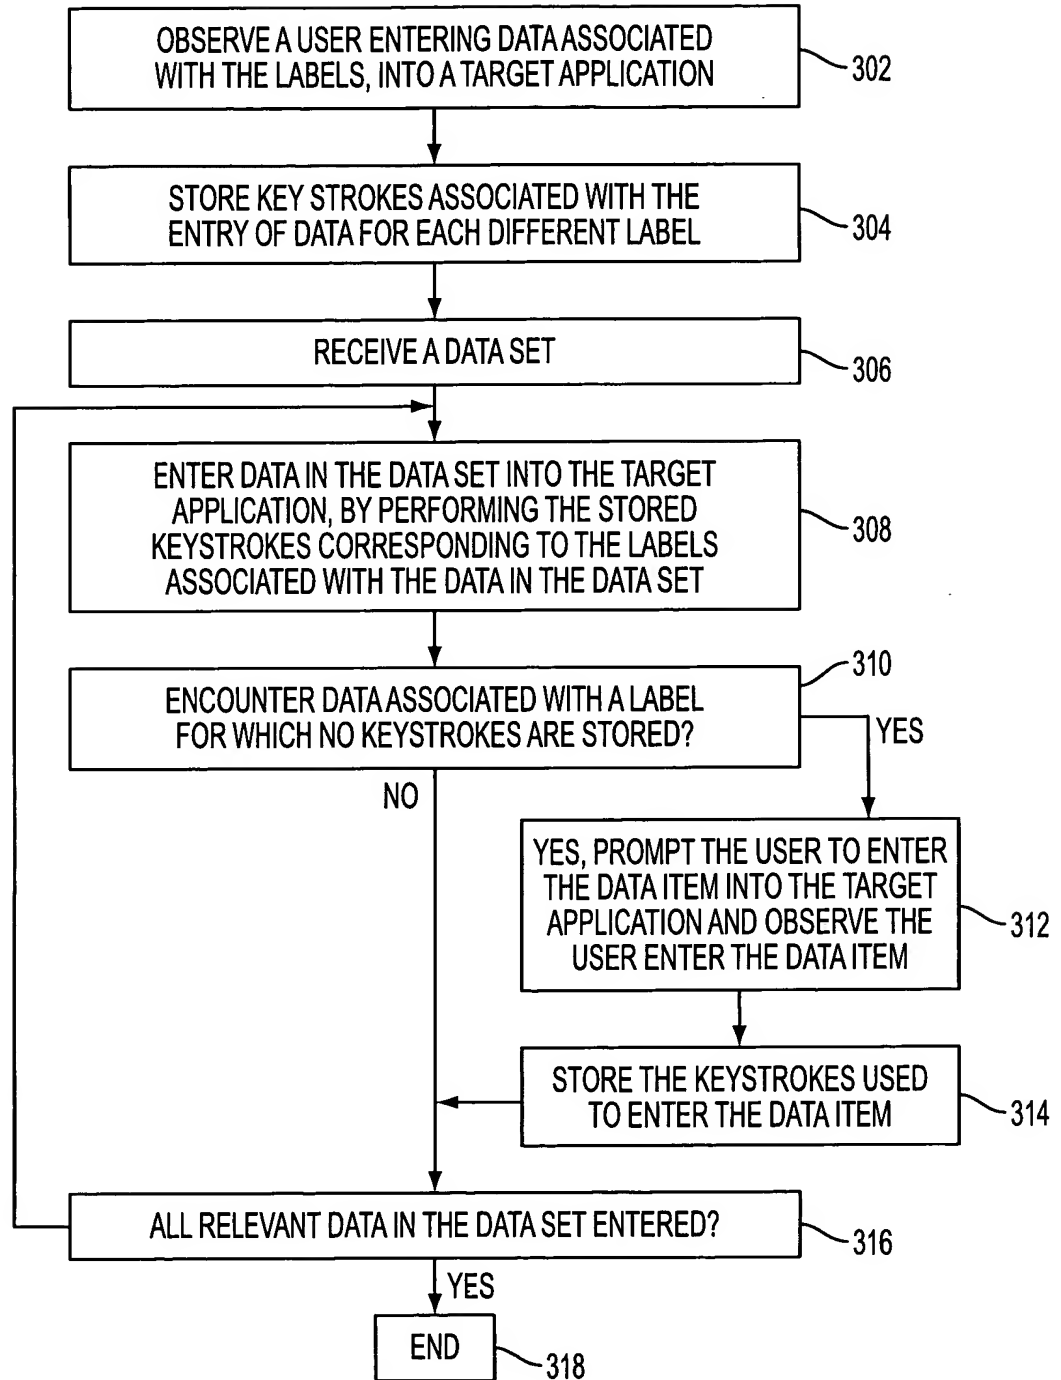 OBSERVE A USER ENTERING DATA ASSOCIATED
WITH THE LABELS, INTO A TARGET APPLICATION
302
STORE KEY STROKES ASSOCIATED WITH THE
ENTRY OF DATA FOR EACH DIFFERENT LABEL
304
RECEIVE A DATA SET
306
ENTER DATA IN THE DATA SET INTO THE TARGET
APPLICATION, BY PERFORMING THE STORED
KEYSTROKES CORRESPONDING TO THE LABELS
ASSOCIATED WITH THE DATA IN THE DATA SET
308
ENCOUNTER DATA ASSOCIATED WITH A LABEL
FOR WHICH NO KEYSTROKES ARE STORED?
310
YES
NO
YES, PROMPT THE USER TO ENTER
THE DATA ITEM INTO THE TARGET
APPLICATION AND OBSERVE THE
USER ENTER THE DATA ITEM
312
STORE THE KEYSTROKES USED
TO ENTER THE DATA ITEM
314
ALL RELEVANT DATA IN THE DATA SET ENTERED?
316
YES
END
318